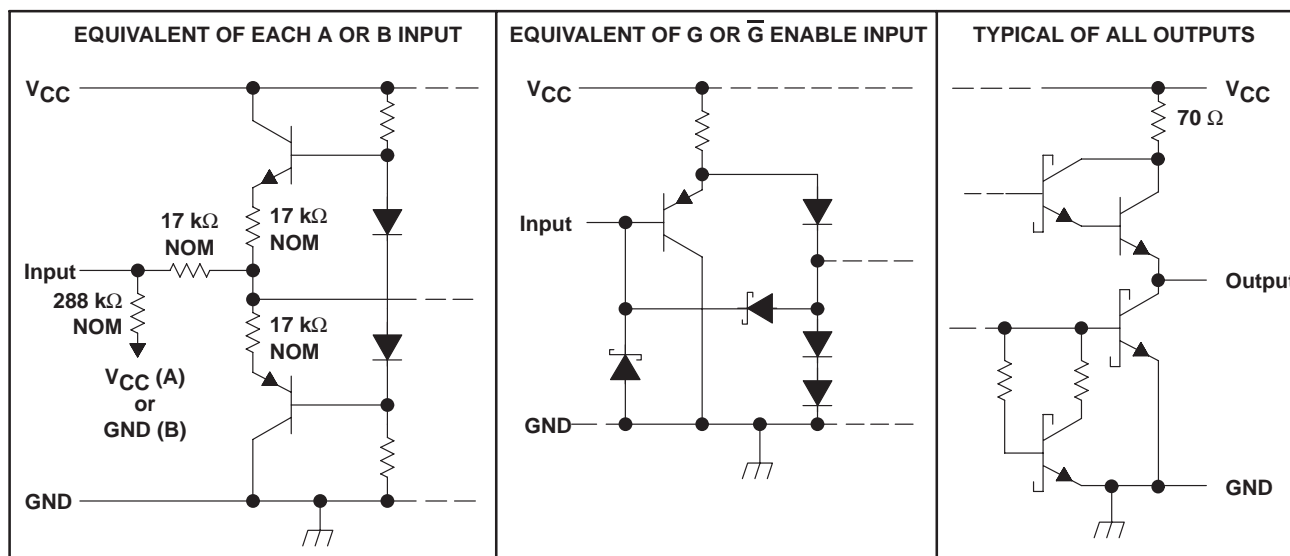 EQUIVALENT OF EACH A OR B INPUT
VCC
17 kΩ
NOM
17 kΩ
NOM
Input
288 kΩ
NOM
17 kΩ
NOM
VCC (A)
or
GND (B)
GND
EQUIVALENT OF G OR G̅ ENABLE INPUT
VCC
Input
GND
TYPICAL OF ALL OUTPUTS
VCC
70 Ω
Output
GND